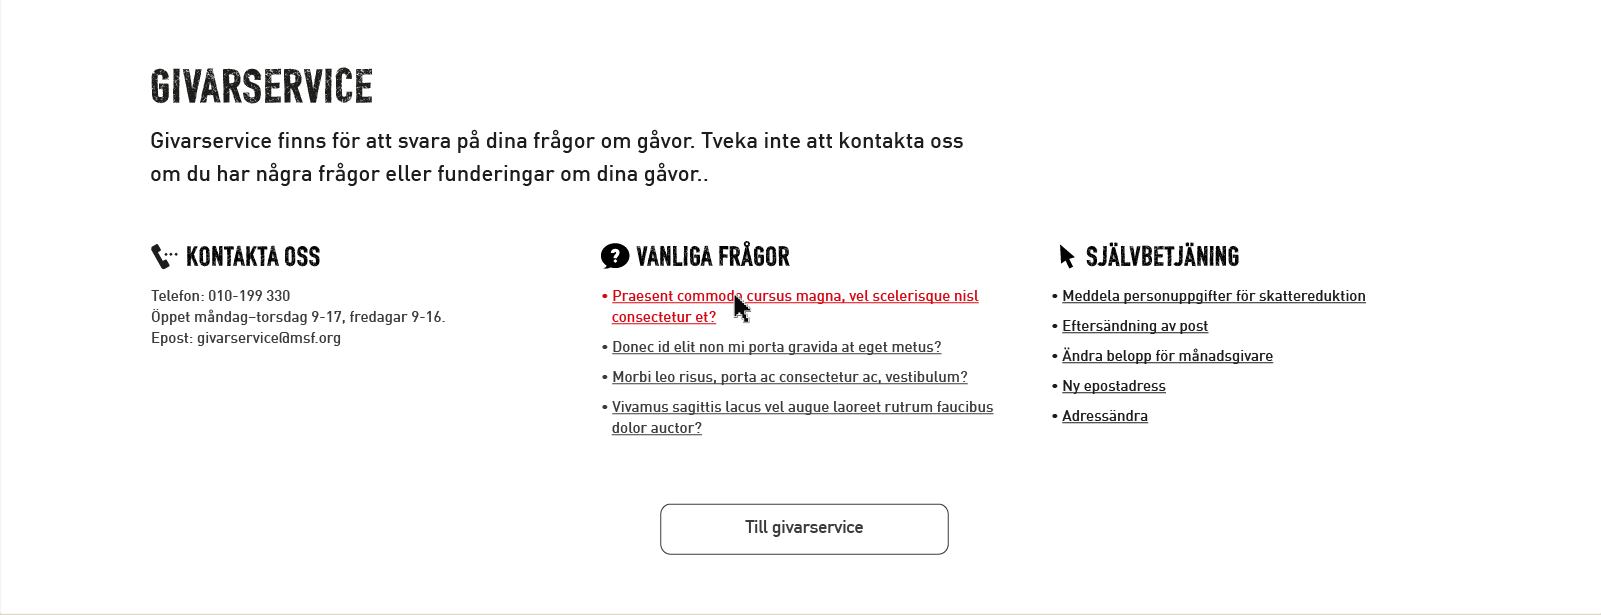 GIVARSERVICE
Givarservice finns för att svara på dina frågor om gåvor. Tveka inte att kontakta oss
om du har några frågor eller funderingar om dina gåvor..
KONTAKTA OSS
Telefon: 010-199 330
Öppet måndag–torsdag 9-17, fredagar 9-16.
Epost: givarservice@msf.org
VANLIGA FRÅGOR
• Praesent commodo cursus magna, vel scelerisque nisl
consectetur et?
• Donec id elit non mi porta gravida at eget metus?
• Morbi leo risus, porta ac consectetur ac, vestibulum?
• Vivamus sagittis lacus vel augue laoreet rutrum faucibus
dolor auctor?
SJÄLVBETJÄNING
• Meddela personuppgifter för skattereduktion
• Eftersändning av post
• Ändra belopp för månadsgivare
• Ny epostadress
• Adressändra
Till givarservice